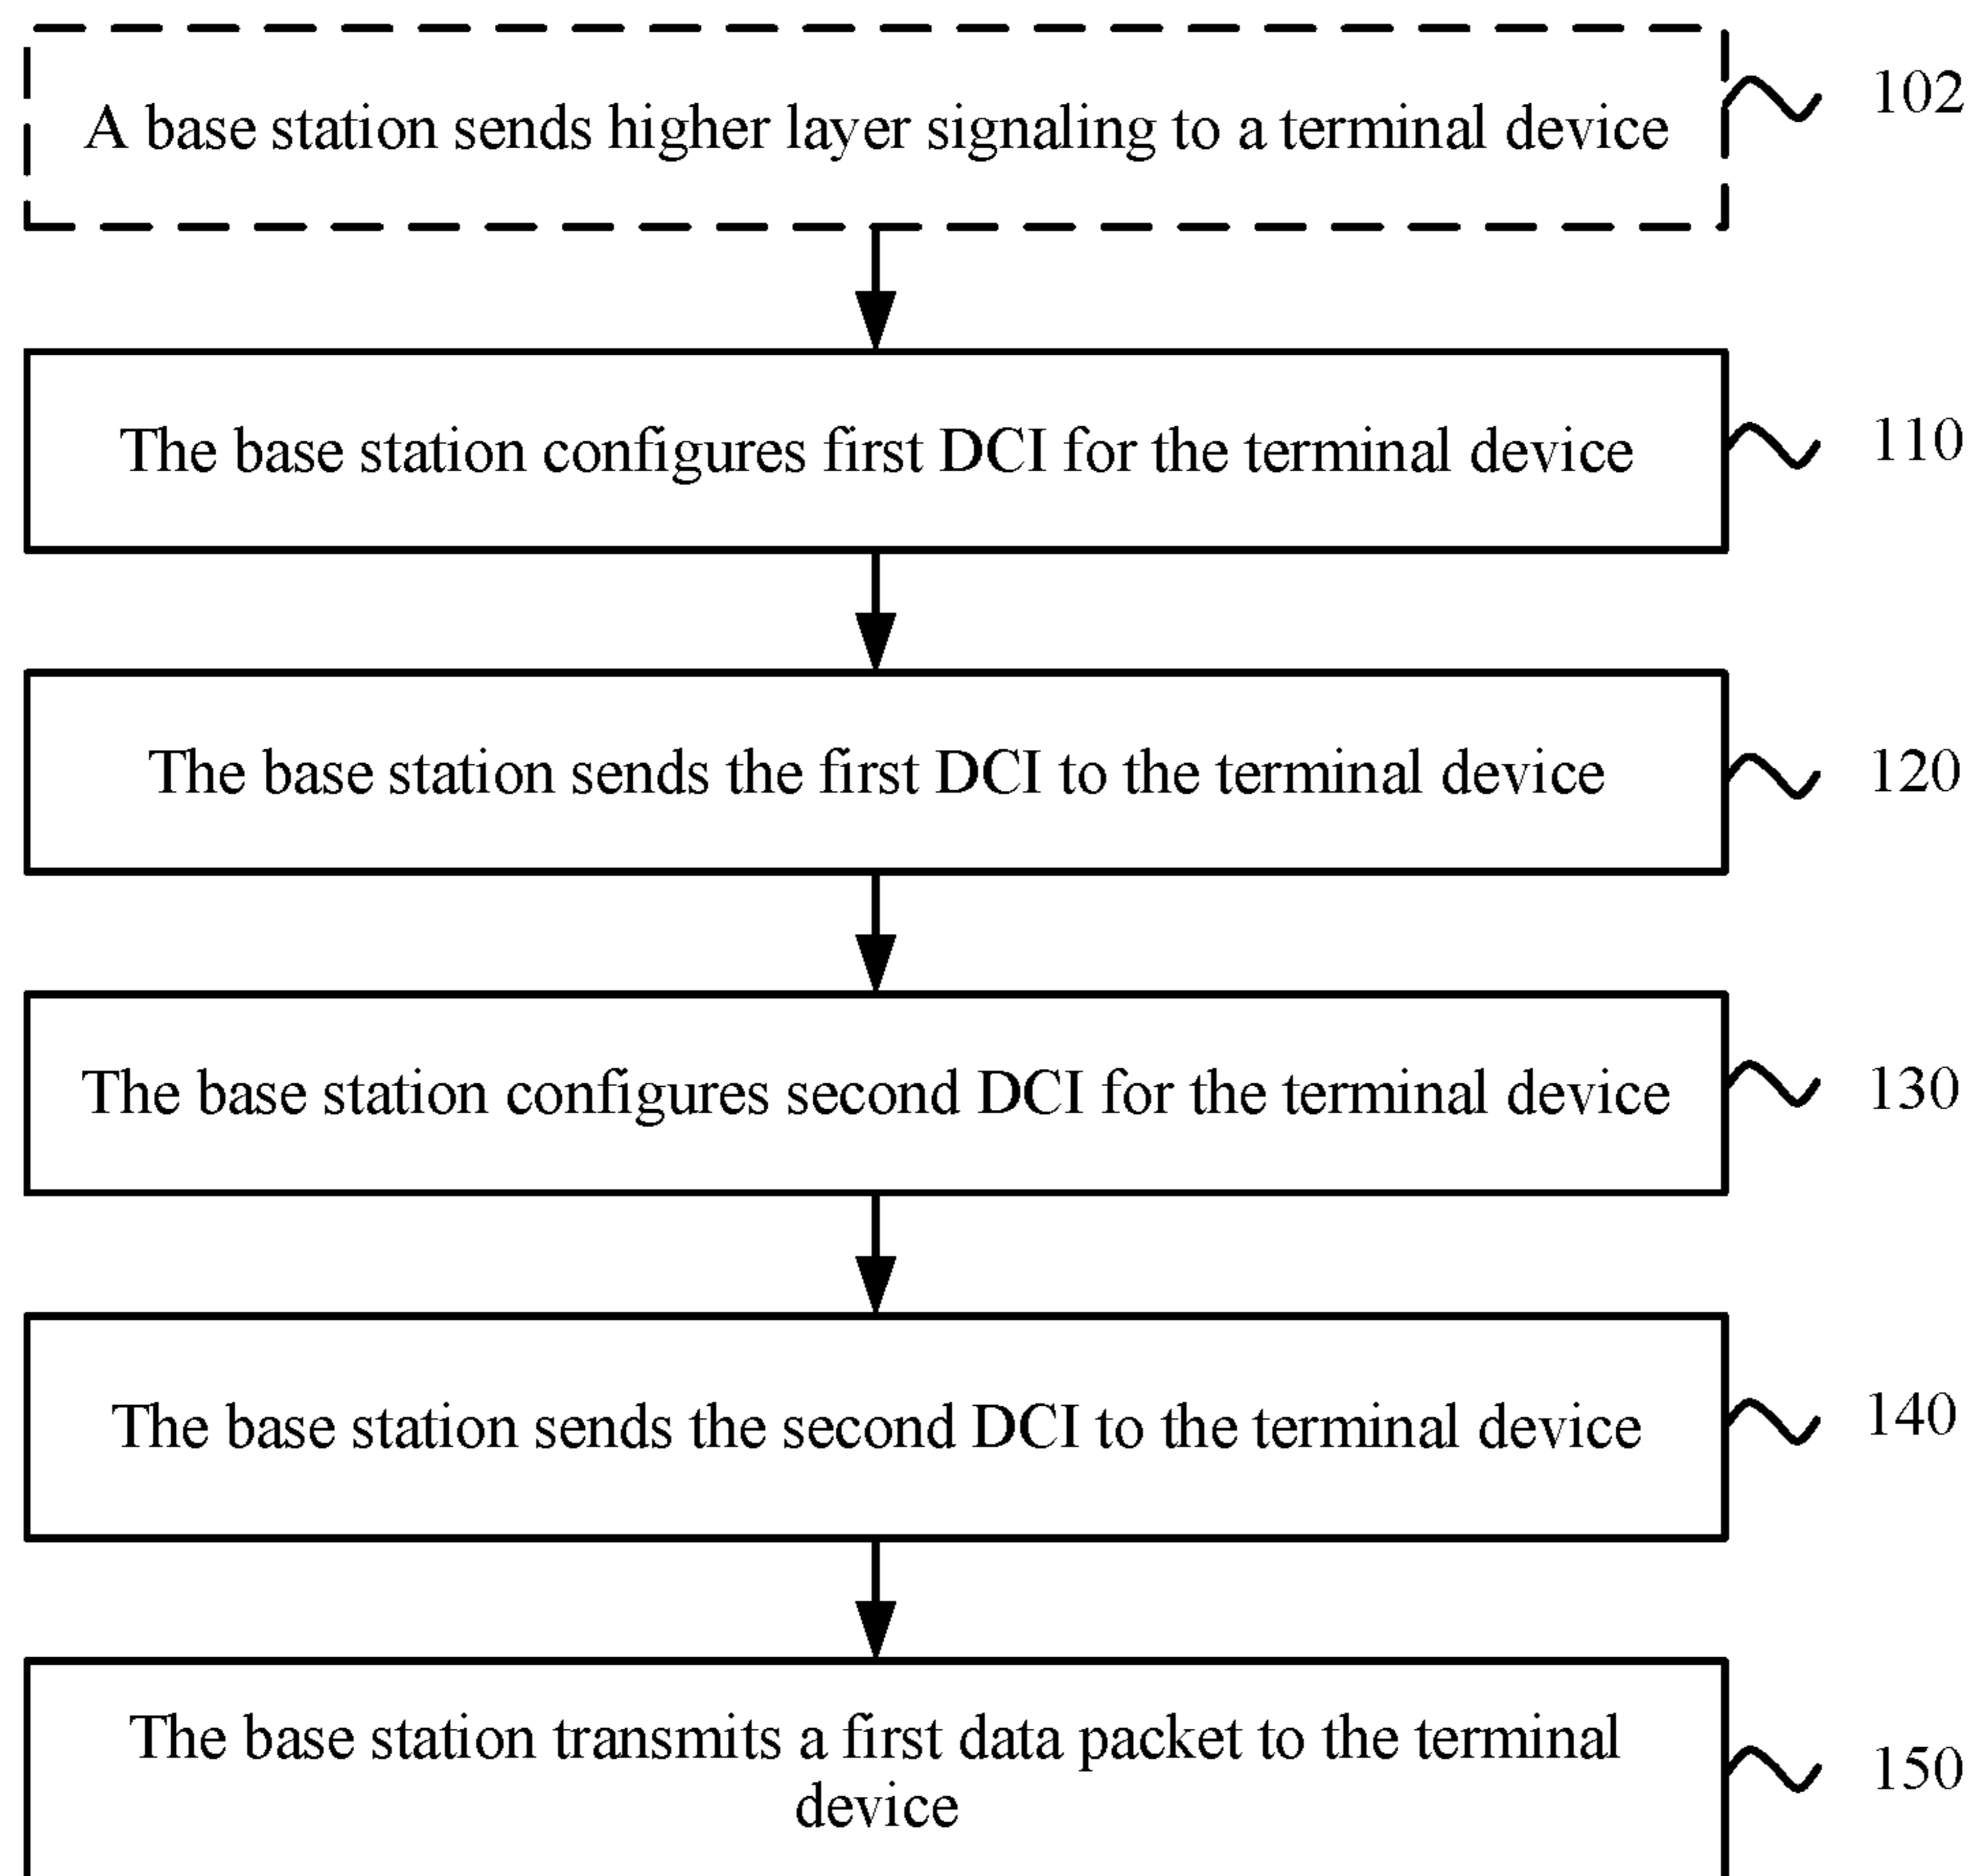 A base station sends higher layer signaling to a terminal device
102
The base station configures first DCI for the terminal device
110
The base station sends the first DCI to the terminal device
120
The base station configures second DCI for the terminal device
130
The base station sends the second DCI to the terminal device
140
The base station transmits a first data packet to the terminal
device
150